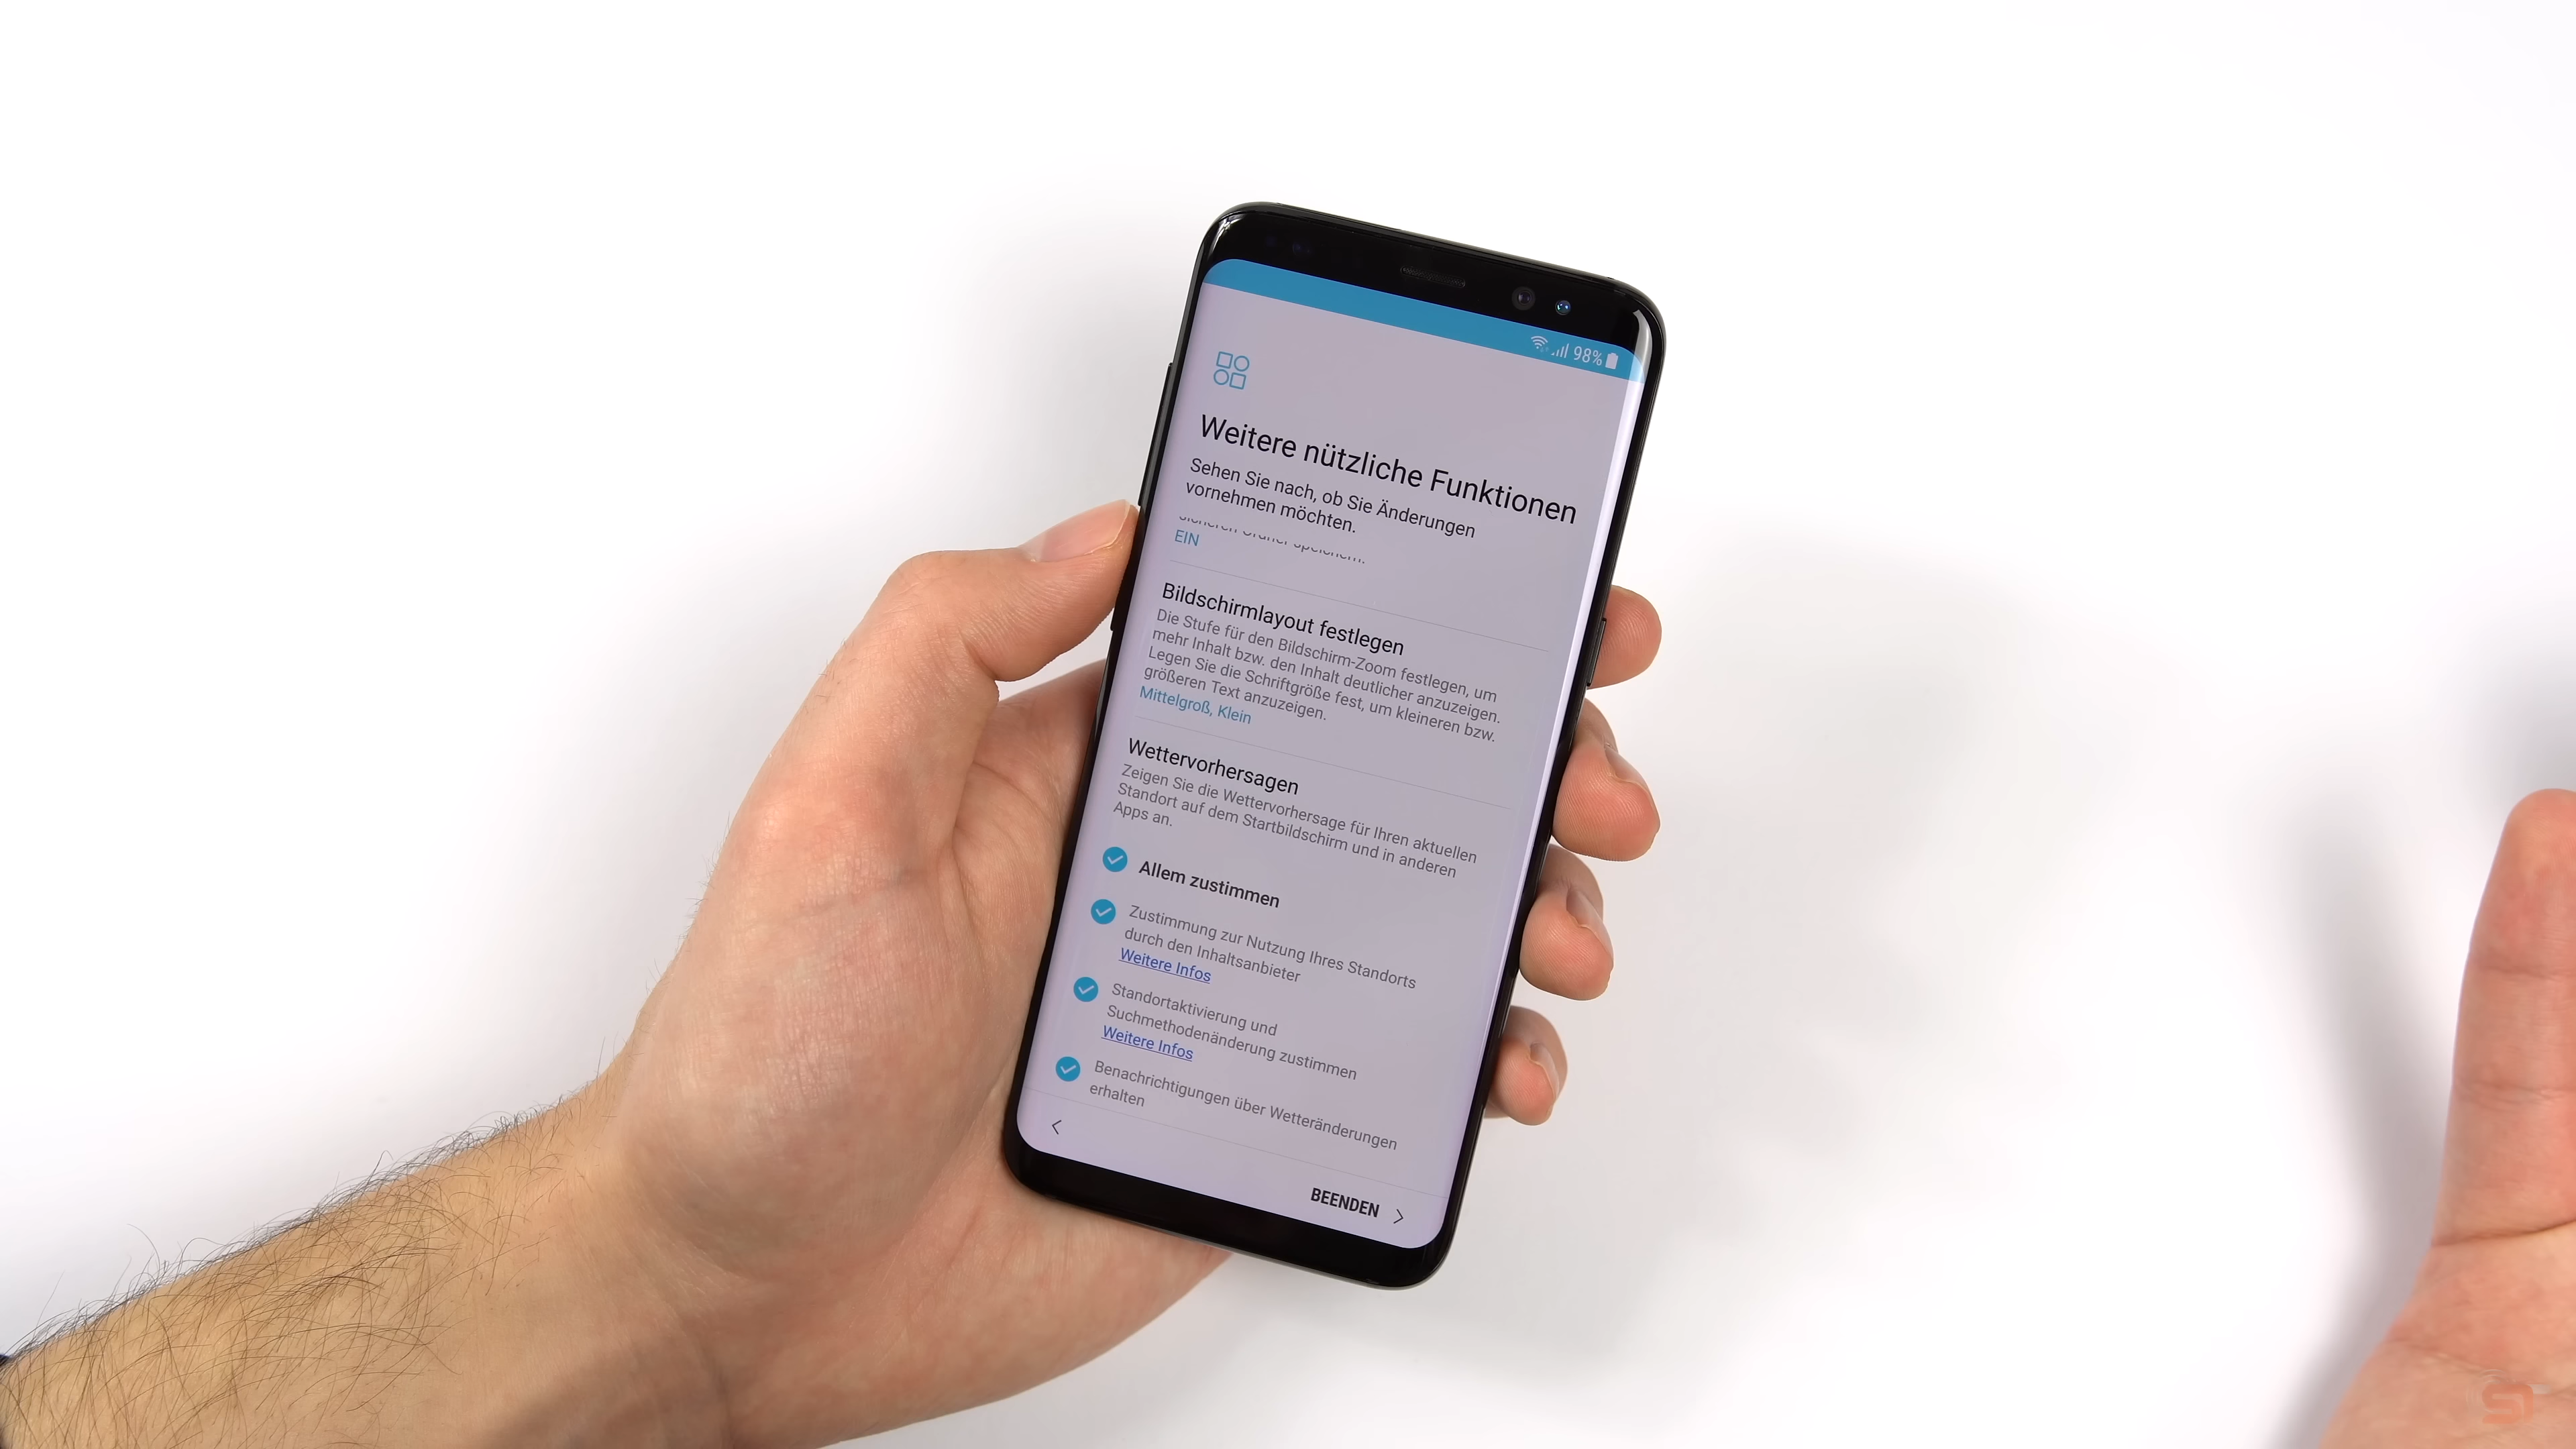 98%
Weitere nützliche Funktionen
Sehen Sie nach, ob Sie Änderungen
vornehmen möchten.
sicheren Ordner speichern.
EIN
Bildschirmlayout festlegen
Die Stufe für den Bildschirm-Zoom festlegen, um
mehr Inhalt bzw. den Inhalt deutlicher anzuzeigen.
Legen Sie die Schriftgröße fest, um kleineren bzw.
größeren Text anzuzeigen.
Mittelgroß, Klein
Wettervorhersagen
Zeigen Sie die Wettervorhersage für Ihren aktuellen
Standort auf dem Startbildschirm und in anderen
Apps an.
Allem zustimmen
Zustimmung zur Nutzung Ihres Standorts
durch den Inhaltsanbieter
Weitere Infos
Standortaktivierung und
Suchmethodenänderung zustimmen
Weitere Infos
Benachrichtigungen über Wetteränderungen
erhalten
BEENDEN